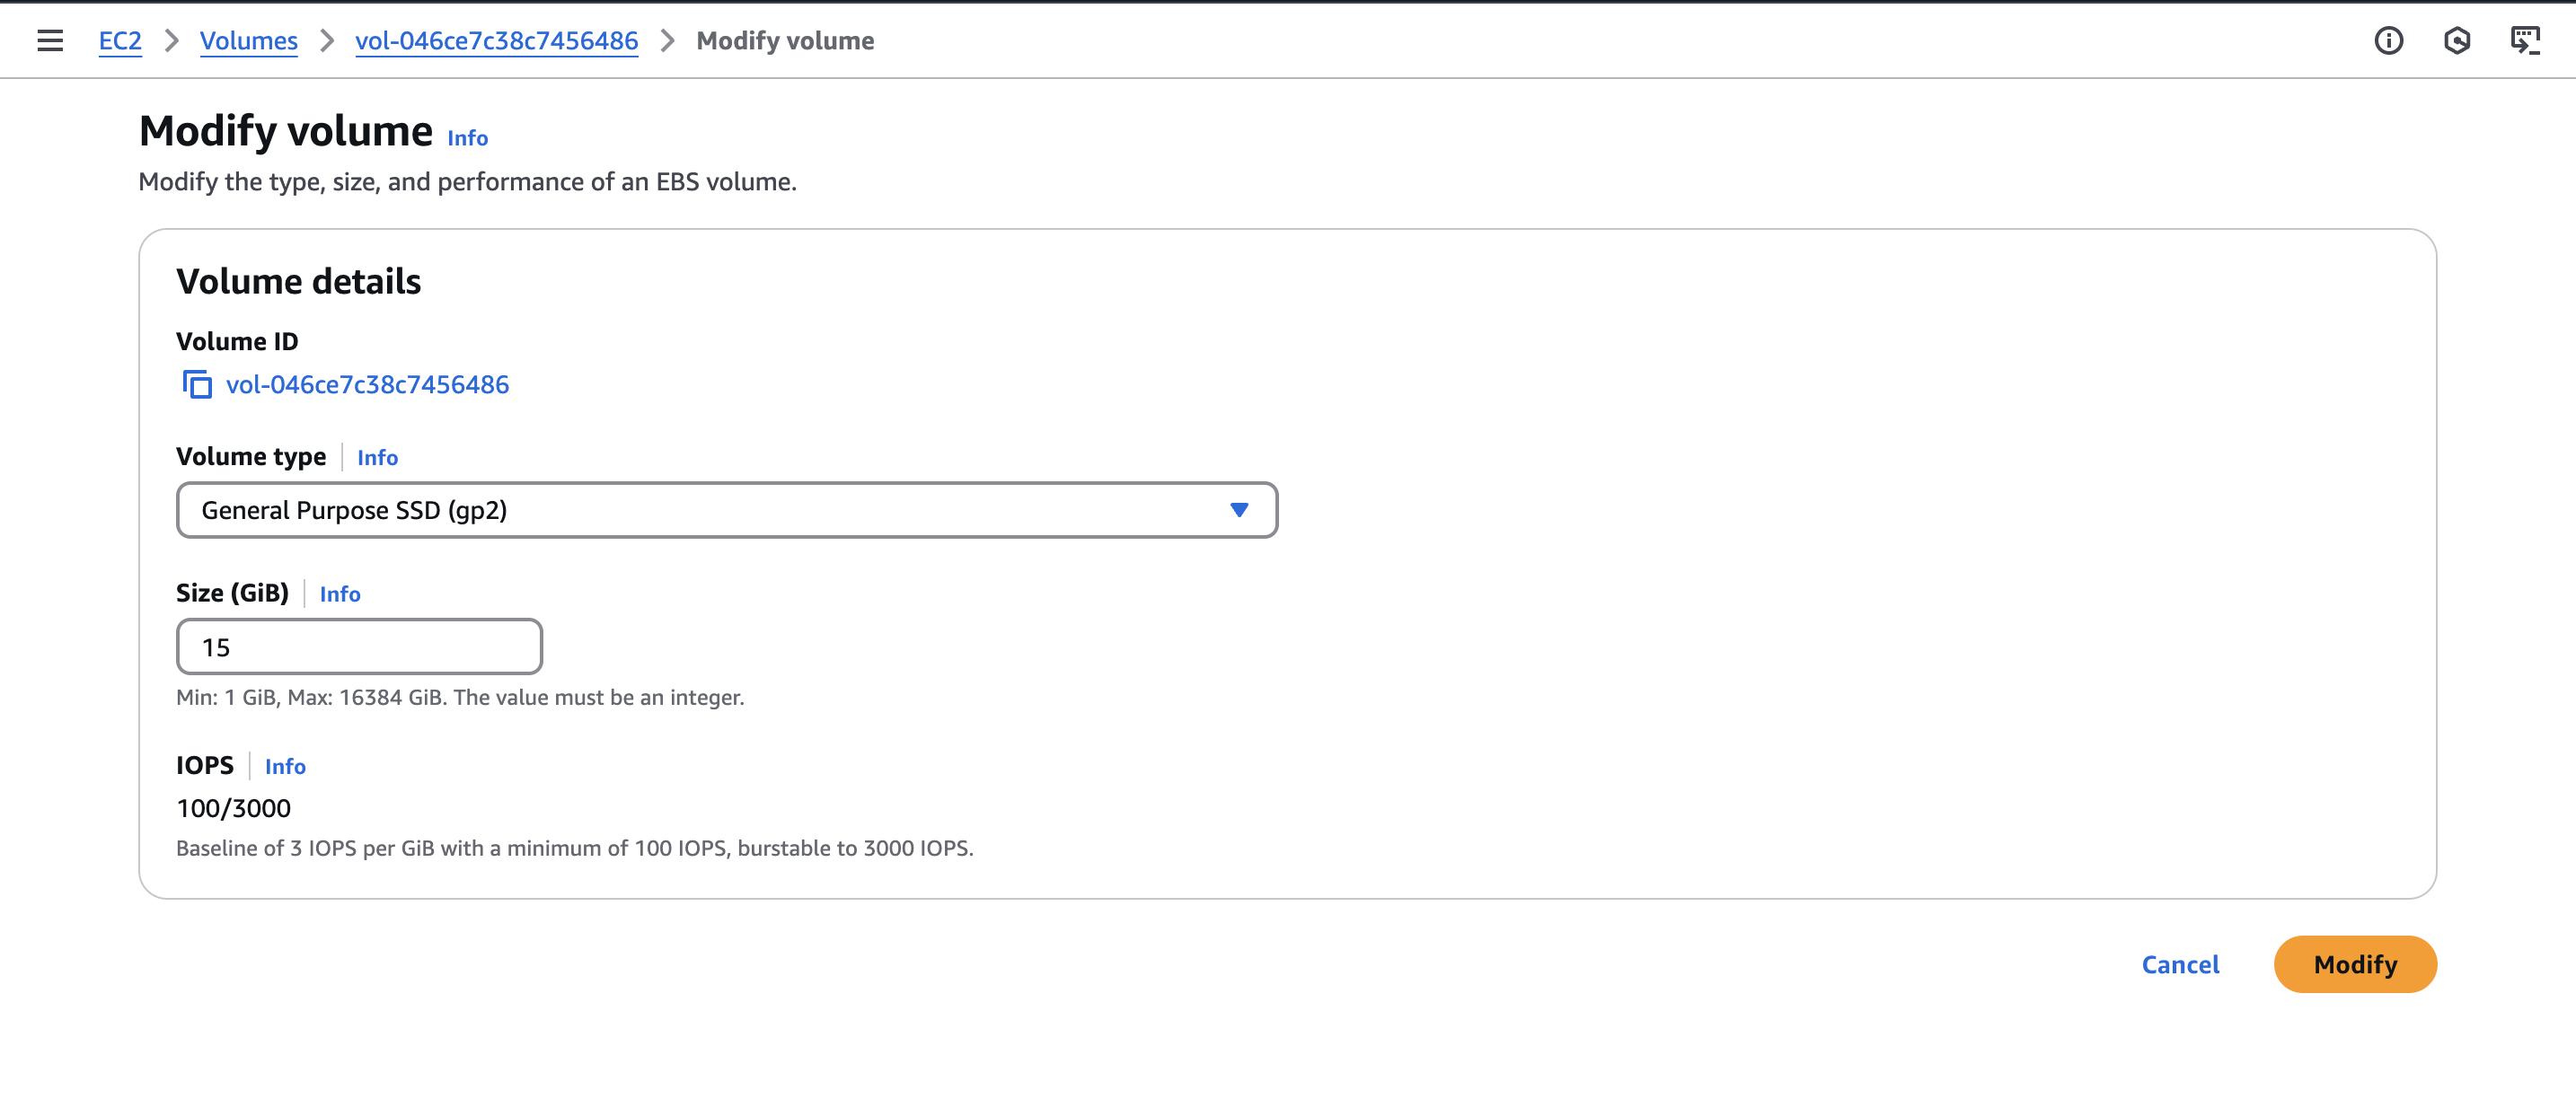 EC2 > Volumes > vol-046ce7c38c7456486 > Modify volume
Modify volume Info
Modify the type, size, and performance of an EBS volume.
Volume details
Volume ID
vol-046ce7c38c7456486
Volume type Info
General Purpose SSD (gp2)
Size (GiB) Info
15
Min: 1 GiB, Max: 16384 GiB. The value must be an integer.
IOPS Info
100/3000
Baseline of 3 IOPS per GiB with a minimum of 100 IOPS, burstable to 3000 IOPS.
Cancel Modify